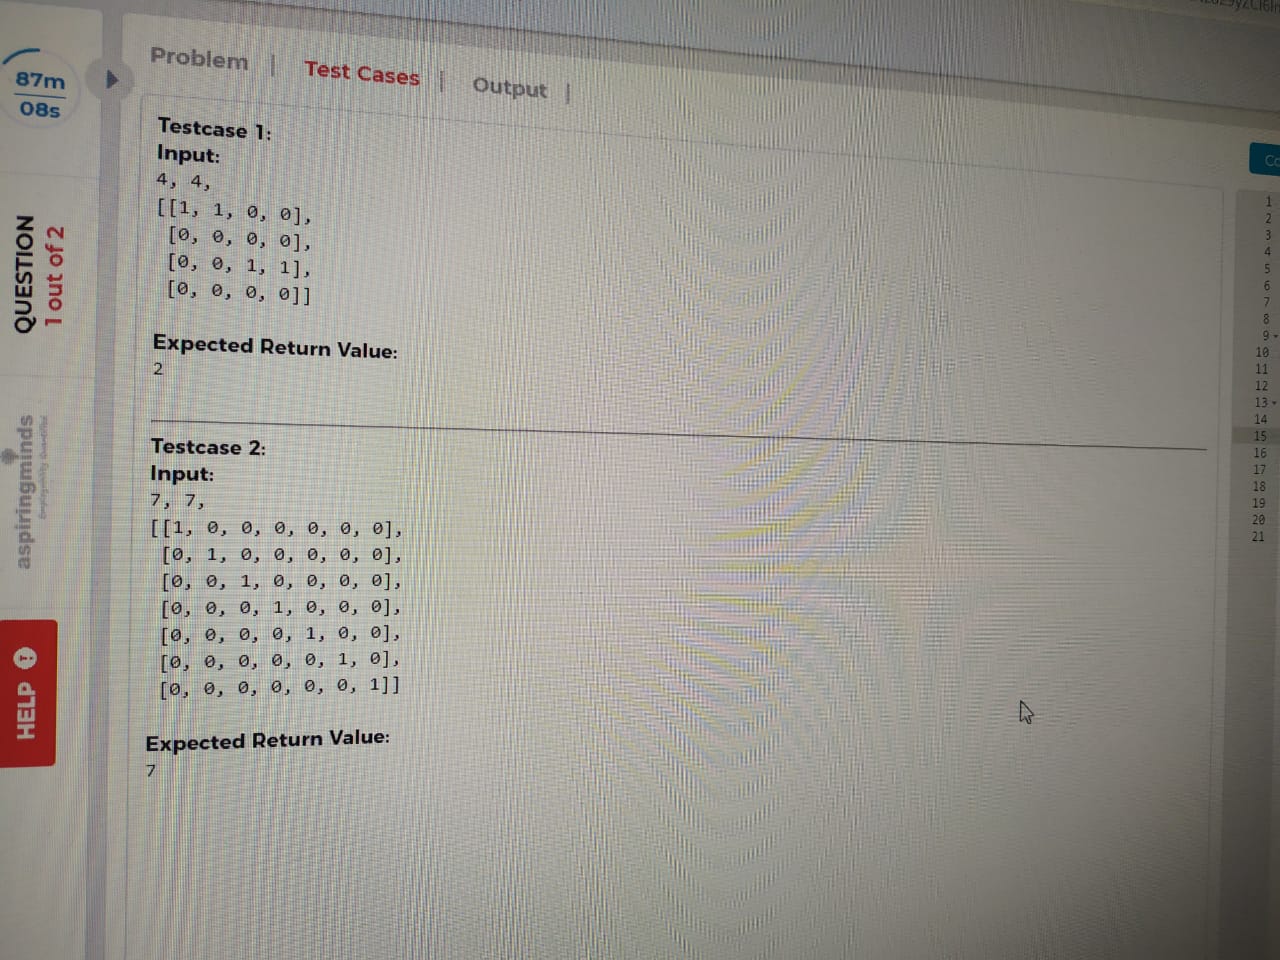 87m
08s
QUESTION
1 out of 2
aspiringminds
HELP
Problem | Test Cases | Output |
Testcase 1:
Input:
4, 4,
[[1, 1, 0, 0],
[0, 0, 0, 0],
[0, 0, 1, 1],
[0, 0, 0, 0]]
Expected Return Value:
2
Testcase 2:
Input:
7, 7,
[[1, 0, 0, 0, 0, 0, 0],
[0, 1, 0, 0, 0, 0, 0],
[0, 0, 1, 0, 0, 0, 0],
[0, 0, 0, 1, 0, 0, 0],
[0, 0, 0, 0, 1, 0, 0],
[0, 0, 0, 0, 0, 1, 0],
[0, 0, 0, 0, 0, 0, 1]]
Expected Return Value:
7
1
2
3
4
5
6
7
8
9
10
11
12
13
14
15
16
17
18
19
20
21